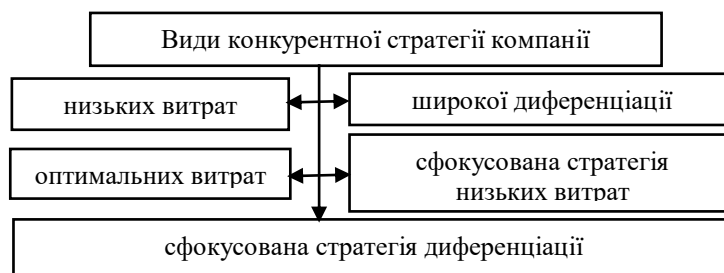 Види конкурентної стратегії компанії
низьких витрат
широкої диференціації
оптимальних витрат
сфокусована стратегія
низьких витрат
сфокусована стратегія диференціації